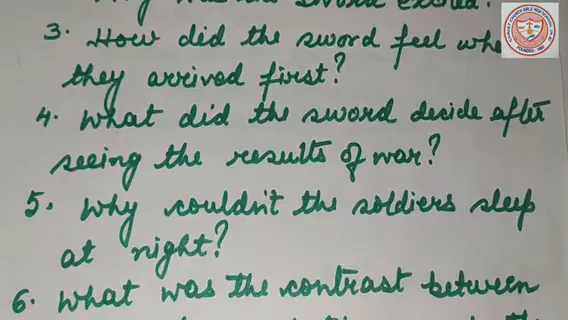 sword
3. How did the sword feel
they arrived first?
4. What did the sword decide after
seeing the results of war?
5. Why couldn't the soldiers sleep
at night?
6. What was the contrast between